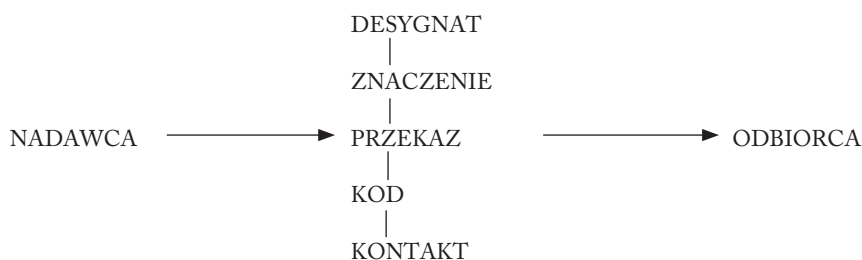 DESYGNAT
ZNACZENIE
NADAWCA PRZEKAZ ODBIORCA
KOD
KONTAKT